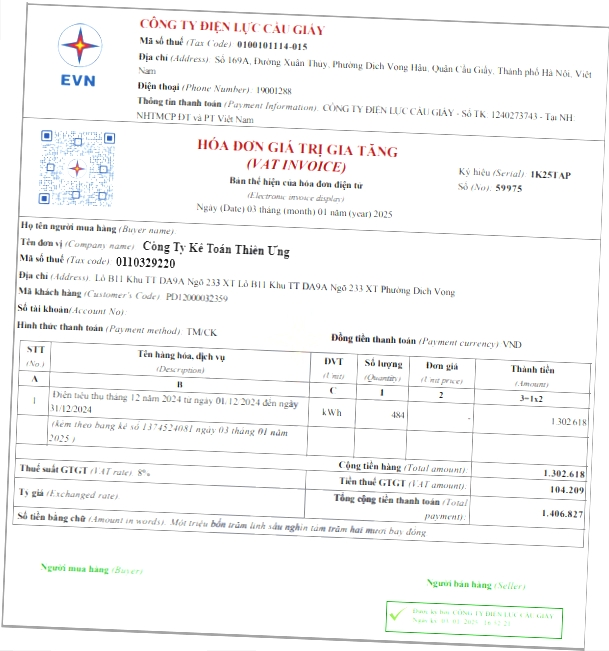 CÔNG TY ĐIỆN LỰC CẦU GIẤY
Mã số thuế (Tax Code) 0100101114-015
Địa chỉ (Address) Số 169A, Đường Xuân Thủy, Phường Dịch Vọng Hậu, Quận Cầu Giấy, Thành phố Hà Nội, Việt
Nam
Điện thoại (Phone Number): 19001288
Thông tin thanh toán (Payment Information): CÔNG TY ĐIỆN LỰC CẦU GIẤY - Số TK: 1240273743 - Tại NH:
NHTMCP ĐT và PT Việt Nam
EVN
HÓA ĐƠN GIÁ TRỊ GIA TĂNG
(VAT INVOICE)
Bản thể hiện của hóa đơn điện tử
(Electronic invoice display)
Ngày (Date) 03 tháng (month) 01 năm (year) 2025
Ký hiệu (Serial): 1K25TAP
Số (No): 59975
Họ tên người mua hàng (Buyer name):
Tên đơn vị (Company name) Công Ty Kế Toán Thiên Ưng
Mã số thuế (Tax code): 0110329220
Địa chỉ (Address): Lô B11 Khu TT DA9A Ngõ 233 XT Lô B11 Khu TT DA9A Ngõ 233 XT Phường Dịch Vọng
Mã khách hàng (Customer's Code) PD12000032359
Số tài khoản/Account No):
Hình thức thanh toán (Payment method) TM/CK
Đồng tiền thanh toán (Payment currency) VND
STT (No.) Tên hàng hóa, dịch vụ (Description) ĐVT (Unit) Số lượng (Quantity) Đơn giá (Unit price) Thành tiền (Amount)
A B C 1 2 3=1x2
1 Điện tiêu thụ tháng 12 năm 2024 từ ngày 01/12/2024 đến ngày kWh 484 - 1.302.618
31/12/2024
(kèm theo bảng kê số 1374524081 ngày 03 tháng 01 năm
2025 )
Cộng tiền hàng (Total amount): 1.302.618
Thuế suất GTGT (VAT rate): 8% Tiền thuế GTGT (VAT amount): 104.209
Tỷ giá (Exchanged rate): Tổng cộng tiền thanh toán (Total
payment): 1.406.827
Số tiền bằng chữ (Amount in words): Một triệu bốn trăm linh sáu nghìn tám trăm hai mươi bảy đồng
Người mua hàng (Buyer)
Người bán hàng (Seller)
Được ký bởi: CÔNG TY ĐIỆN LỰC CẦU GIẤY